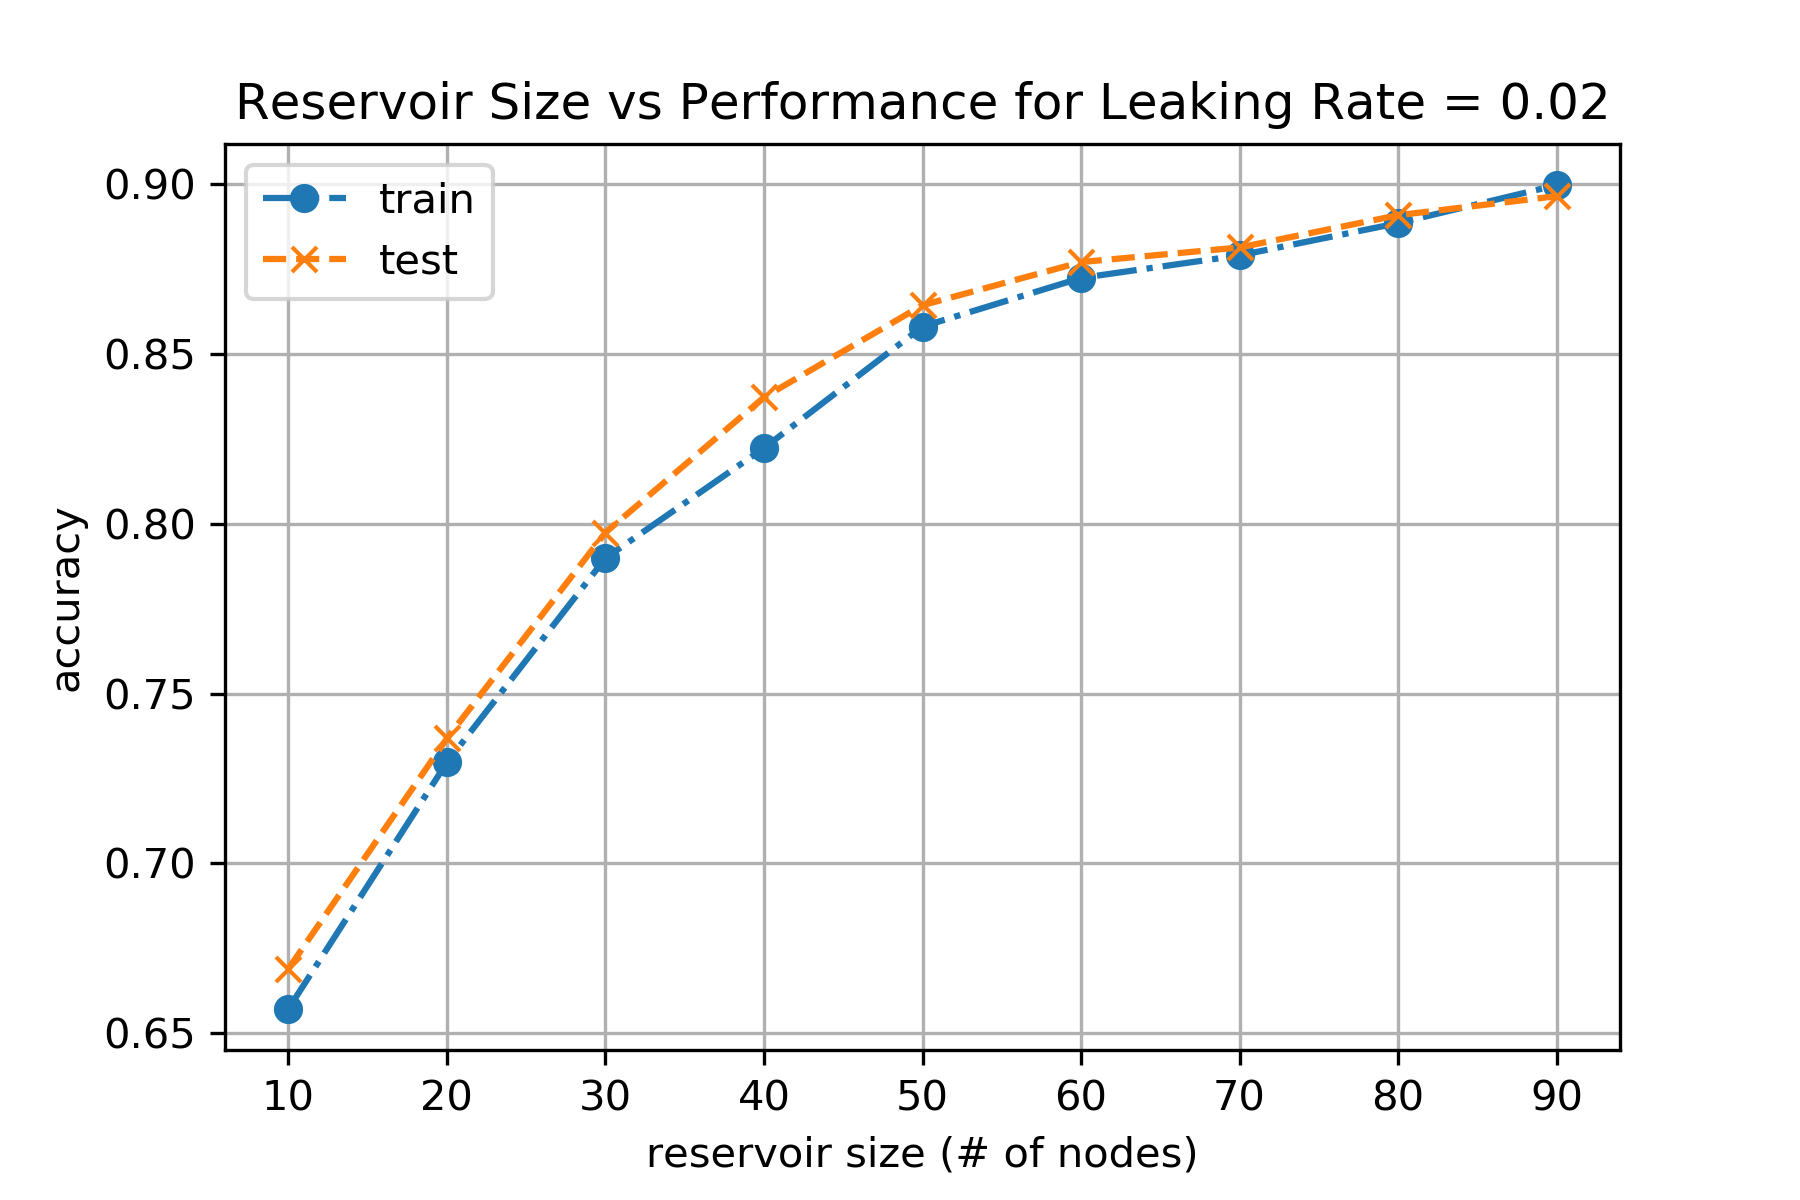 Reservoir Size vs Performance for Leaking Rate = 0.02
train
test
0.90
0.85
0.80
0.75
0.70
0.65
accuracy
10 20 30 40 50 60 70 80 90
reservoir size (# of nodes)